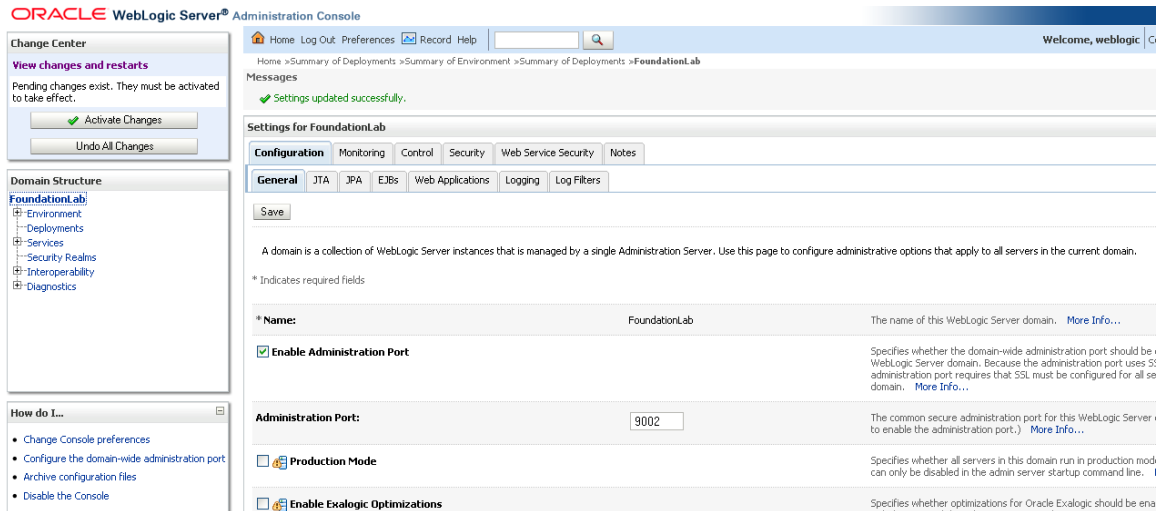 ORACLE WebLogic Server® Administration Console
Change Center
View changes and restarts
Pending changes exist. They must be activated
to take effect.
Activate Changes
Undo All Changes
Domain Structure
FoundationLab
Environment
Deployments
Services
Security Realms
Interoperability
Diagnostics
How do I...
Change Console preferences
Configure the domain-wide administration port
Archive configuration files
Disable the Console
Home Log Out Preferences Record Help
Welcome, weblogic
Home >Summary of Deployments >Summary of Environment >Summary of Deployments >FoundationLab
Messages
Settings updated successfully.
Settings for FoundationLab
Configuration Monitoring Control Security Web Service Security Notes
General JTA JPA EJBs Web Applications Logging Log Filters
Save
A domain is a collection of WebLogic Server instances that is managed by a single Administration Server. Use this page to configure administrative options that apply to all servers in the current domain.
* Indicates required fields
* Name: FoundationLab The name of this WebLogic Server domain. More Info...
Enable Administration Port Specifies whether the domain-wide administration port should be
WebLogic Server domain. Because the administration port uses
administration port requires that SSL must be configured for all
domain. More Info...
Administration Port: 9002 The common secure administration port for this WebLogic Server
to enable the administration port.) More Info...
Production Mode Specifies whether all servers in this domain run in production
can only be disabled in the admin server startup command line.
Enable Exalogic Optimizations Specifies whether optimizations for Oracle Exalogic should be